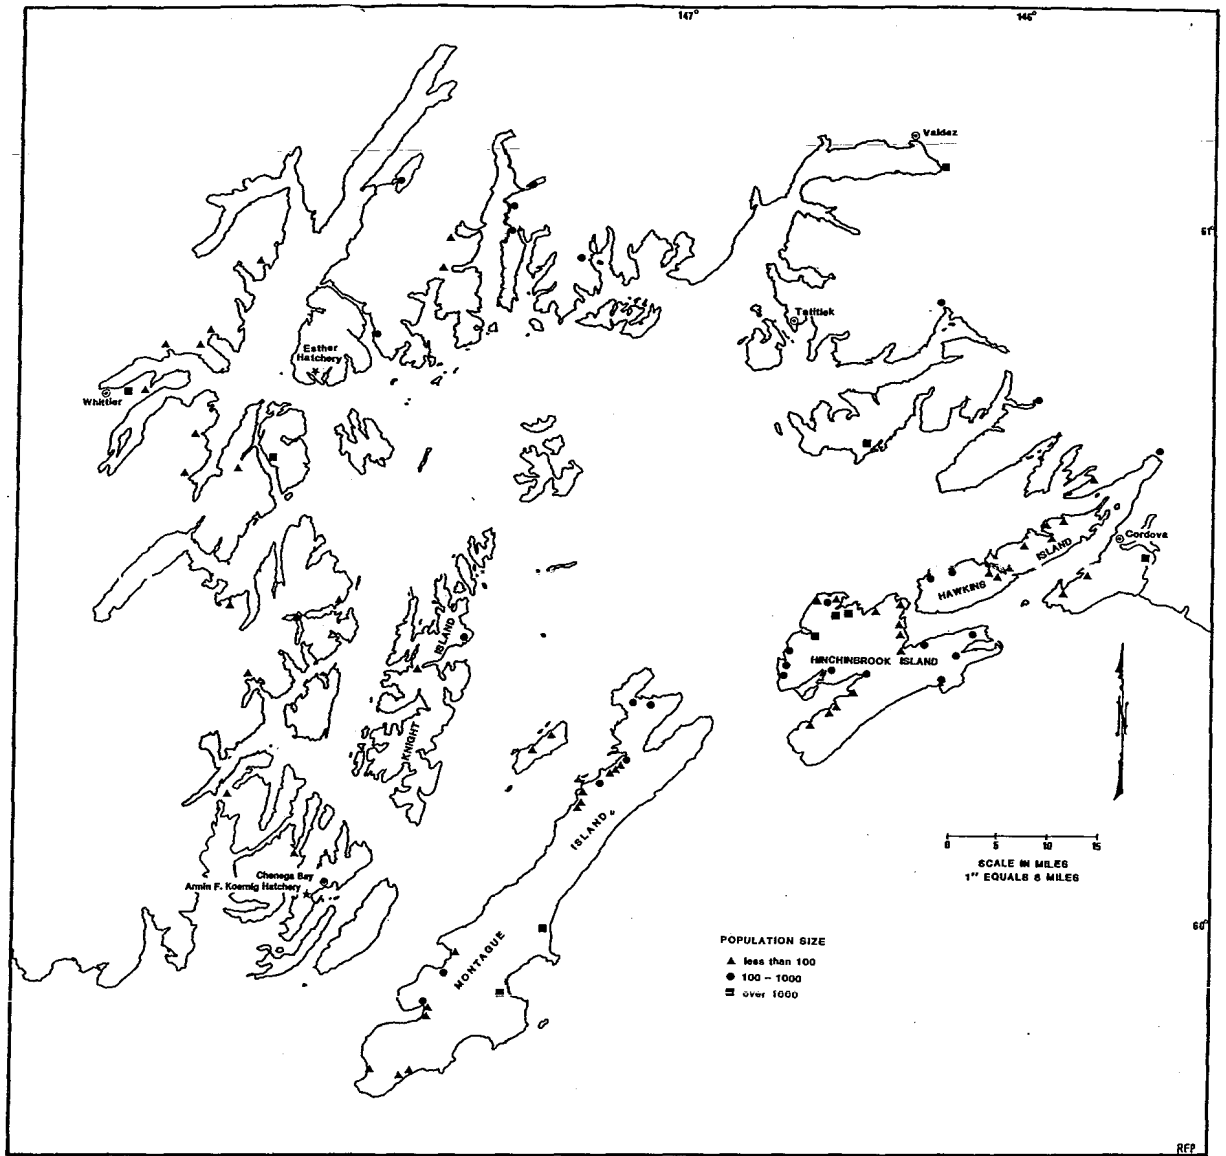 147°
146°
Valdez
61°
Tatitlek
Esther
Hatchery
Whittier
Cordova
HAWKINS ISLAND
HINCHINBROOK ISLAND
KNIGHT ISLAND
MONTAGUE ISLAND
0 5 10 15
SCALE IN MILES
1" EQUALS 8 MILES
Chenega Bay
Armin F. Koernig Hatchery
60°
POPULATION SIZE
less than 100
100 - 1000
over 1000
RFP